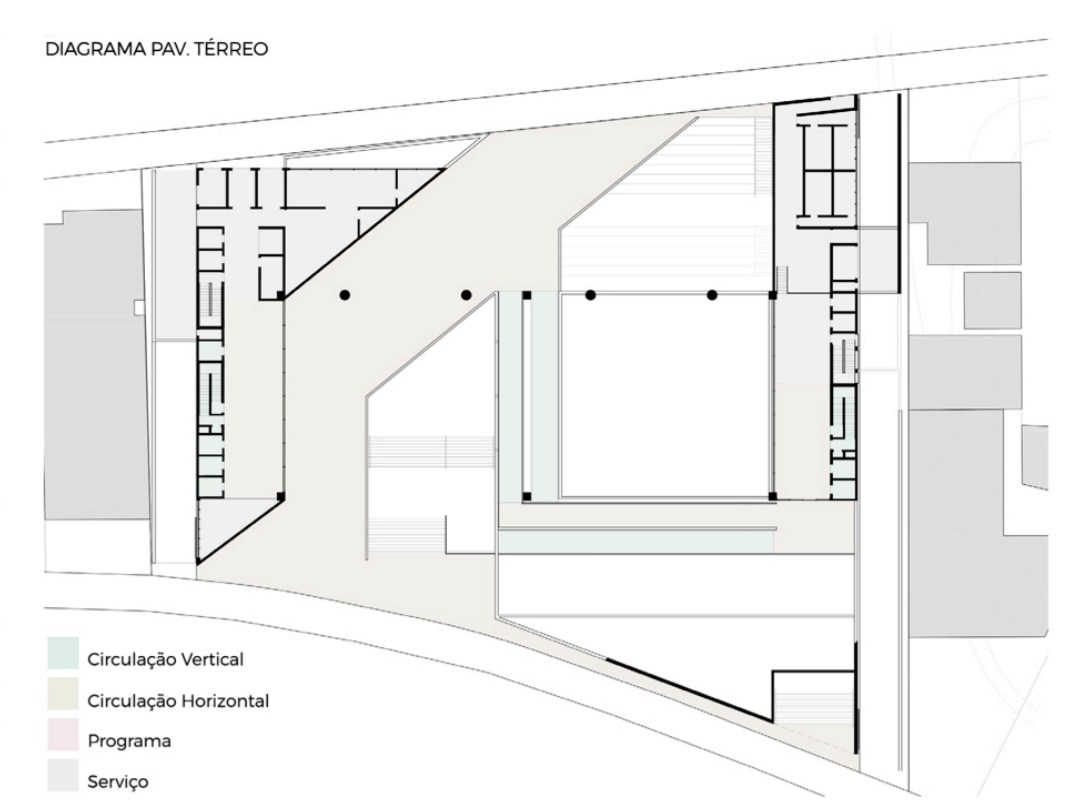 DIAGRAMA PAV. TÉRREO
Circulação Vertical
Circulação Horizontal
Programa
Serviço